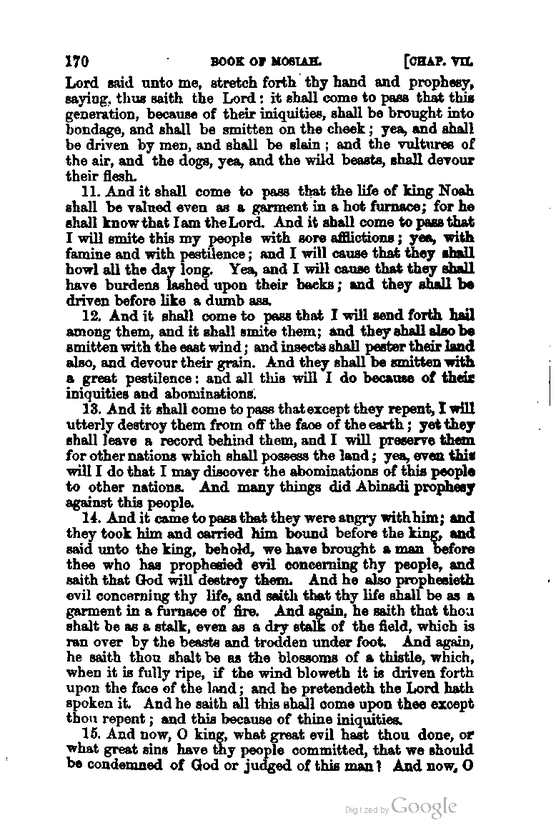 170 BOOK OF MOSIAH. [CHAP. VII.
Lord said unto me, stretch forth thy hand and prophesy,
saying, thus saith the Lord: it shall come to pass that this
generation, because of their iniquities, shall be brought into
bondage, and shall be smitten on the cheek; yea, and shall
be driven by men, and shall be slain; and the vultures of
the air, and the dogs, yea, and the wild beasts, shall devour
their flesh.
11. And it shall come to pass that the life of king Noah
shall be valued even as a garment in a hot furnace; for he
shall know that I am the Lord. And it shall come to pass that
I will smite this my people with sore afflictions; yea, with
famine and with pestilence; and I will cause that they shall
howl all the day long. Yea, and I will cause that they shall
have burdens lashed upon their backs; and they shall be
driven before like a dumb ass.
12. And it shall come to pass that I will send forth hail
among them, and it shall smite them; and they shall also be
smitten with the east wind; and insects shall pester their land
also, and devour their grain. And they shall be smitten with
a great pestilence: and all this will I do because of their
iniquities and abominations.
13. And it shall come to pass that except they repent, I will
utterly destroy them from off the face of the earth; yet they
shall leave a record behind them, and I will preserve them
for other nations which shall possess the land; yea, even this
will I do that I may discover the abominations of this people
to other nations. And many things did Abinadi prophesy
against this people.
14. And it came to pass that they were angry with him; and
they took him and carried him bound before the king, and
said unto the king, behold, we have brought a man before
thee who has prophesied evil concerning thy people, and
saith that God will destroy them. And he also prophesieth
evil concerning thy life, and saith that thy life shall be as a
garment in a furnace of fire. And again, he saith that thou
shalt be as a stalk, even as a dry stalk of the field, which is
ran over by the beasts and trodden under foot. And again,
he saith thou shalt be as the blossoms of a thistle, which,
when it is fully ripe, if the wind bloweth it is driven forth
upon the face of the land; and he pretendeth the Lord hath
spoken it. And he saith all this shall come upon thee except
thou repent; and this because of thine iniquities.
15. And now, O king, what great evil hast thou done, or
what great sins have thy people committed, that we should
be condemned of God or judged of this man? And now, O
Digitized by Google